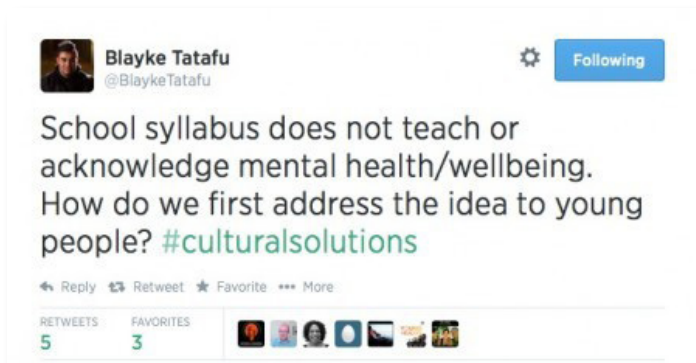 Blayke Tatafu
@BlaykeTatafu
Following
School syllabus does not teach or
acknowledge mental health/wellbeing.
How do we first address the idea to young
people? #culturalsolutions
Reply Retweet Favorite More
RETWEETS FAVORITES
5 3